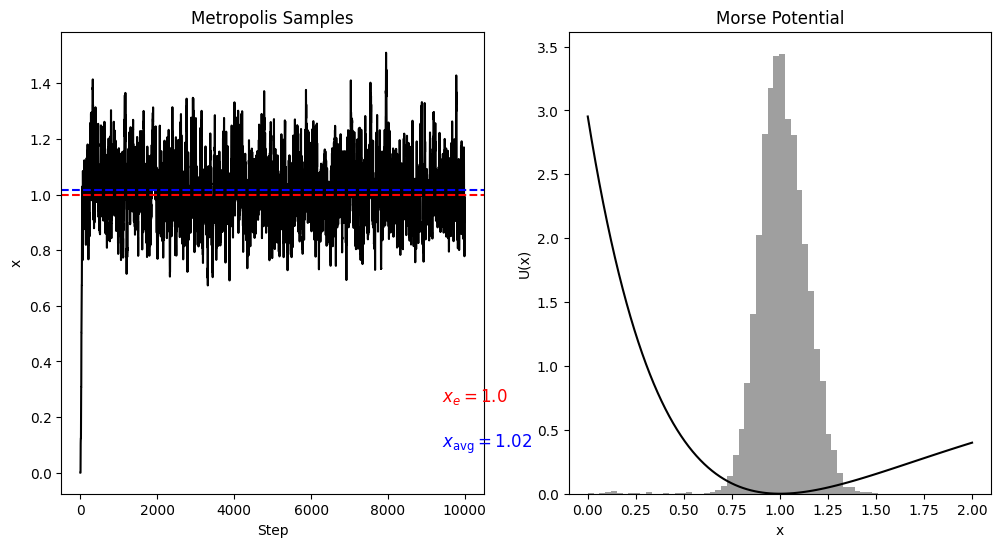 Metropolis Samples
x
1.4
1.2
1.0
0.8
0.6
0.4
0.2
0.0
x_e = 1.0
x_avg = 1.02
0 2000 4000 6000 8000 10000
Step
Morse Potential
U(x)
3.5
3.0
2.5
2.0
1.5
1.0
0.5
0.0
0.00 0.25 0.50 0.75 1.00 1.25 1.50 1.75 2.00
x